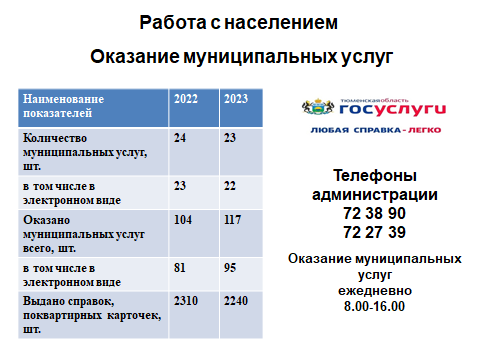 Работа с населением
Оказание муниципальных услуг
Наименование показателей 2022 2023
Количество муниципальных услуг, шт. 24 23
в том числе в электронном виде 23 22
Оказано муниципальных услуг всего, шт. 104 117
в том числе в электронном виде 81 95
Выдано справок, поквартирных карточек, шт. 2310 2240
ТЮМЕНСКАЯ ОБЛАСТЬ
госуслуги
ЛЮБАЯ СПРАВКА - ЛЕГКО
Телефоны
администрации
72 38 90
72 27 39
Оказание муниципальных
услуг
ежедневно
8.00-16.00